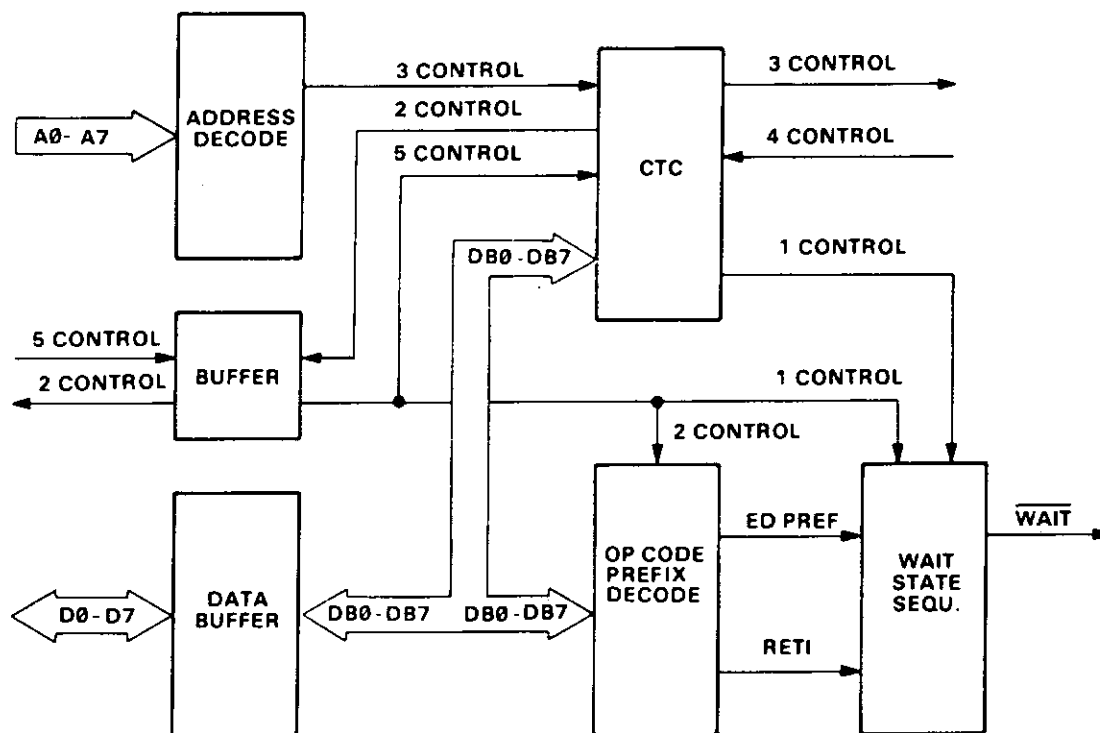 3 CONTROL
3 CONTROL
2 CONTROL
ADDRESS
DECODE
A0- A7
4 CONTROL
5 CONTROL
CTC
DB0-DB7
1 CONTROL
5 CONTROL
BUFFER
2 CONTROL
1 CONTROL
2 CONTROL
ED PREF
WAIT
OP CODE
PREFIX
DECODE
WAIT
STATE
SEQU.
DATA
BUFFER
D0-D7
DB0-DB7
DB0-DB7
RETI